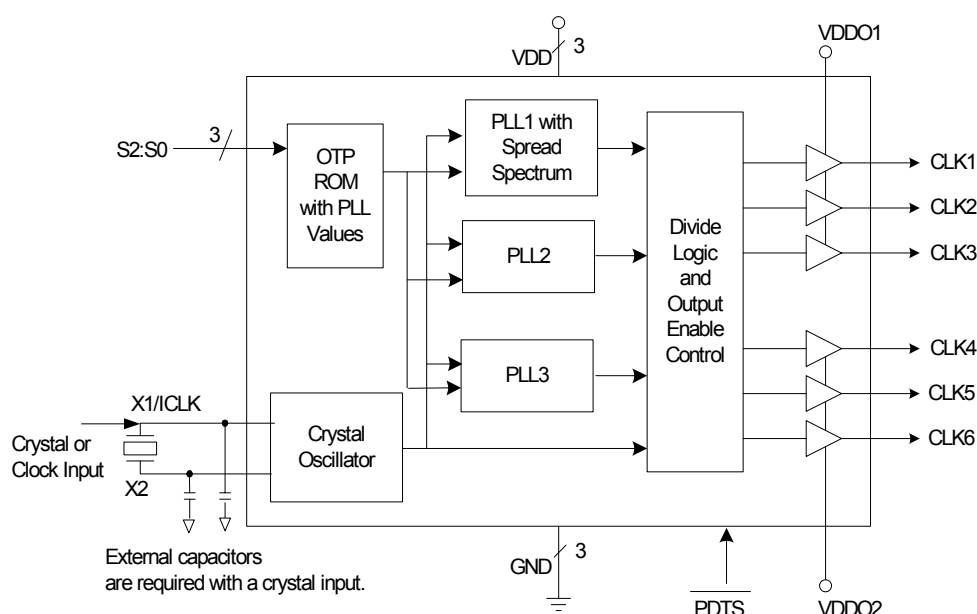 VDD
3
VDDO1
S2:S0
3
OTP
ROM
with PLL
Values
PLL1 with
Spread
Spectrum
PLL2
PLL3
Divide
Logic
and
Output
Enable
Control
CLK1
CLK2
CLK3
CLK4
CLK5
CLK6
X1/ICLK
Crystal or
Clock Input
X2
Crystal
Oscillator
External capacitors
are required with a crystal input.
GND
3
PDTS
VDDO2